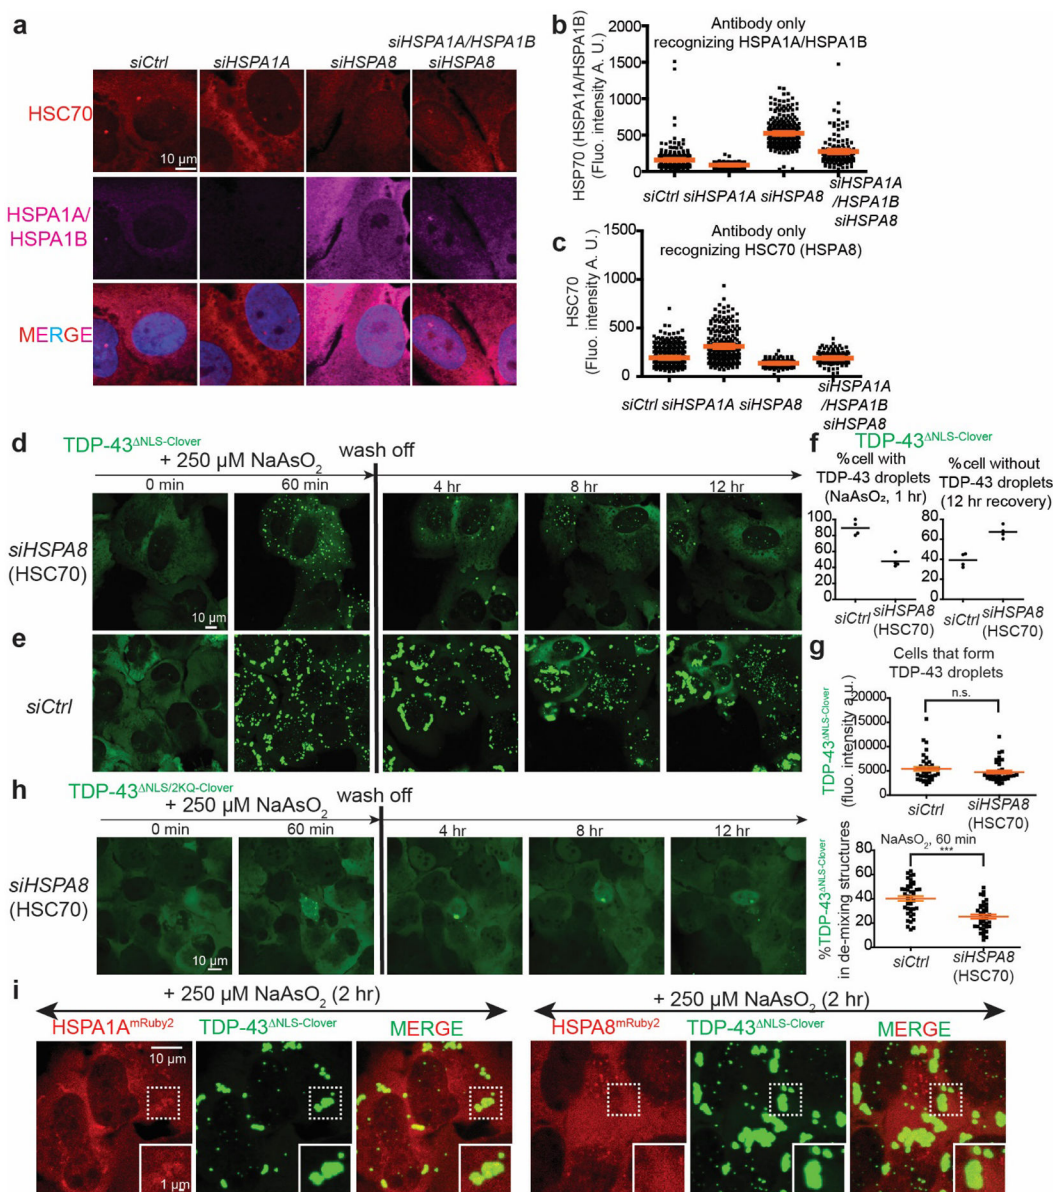 a
siHSPA1A/HSPA1B
siCtrl siHSPA1A siHSPA8 siHSPA8
HSC70
10 µm
HSPA1A/
HSPA1B
MERGE
b
Antibody only
recognizing HSPA1A/HSPA1B
HSP70 (HSPA1A/HSPA1B)
(Fluo. intensity A. U.)
2000
1500
1000
500
0
siCtrl siHSPA1A siHSPA8 siHSPA1A
/HSPA1B
siHSPA8
c
Antibody only
recognizing HSC70 (HSPA8)
HSC70
(Fluo. intensity A. U.)
1500
1000
500
0
siCtrl siHSPA1A siHSPA8 siHSPA1A
/HSPA1B
siHSPA8
d
TDP-43ΔNLS-Clover
+ 250 µM NaAsO₂
wash off
0 min 60 min 4 hr 8 hr 12 hr
siHSPA8
(HSC70)
10 µm
e
siCtrl
f
TDP-43ΔNLS-Clover
%cell with
TDP-43 droplets
(NaAsO₂, 1 hr)
100
80
60
40
20
0
siCtrl siHSPA8
(HSC70)
%cell without
TDP-43 droplets
(12 hr recovery)
80
60
40
20
0
siCtrl siHSPA8
(HSC70)
g
Cells that form
TDP-43 droplets
TDP-43ΔNLS-Clover
(fluo. intensity a.u.)
20000
15000
10000
5000
0
n.s.
siCtrl siHSPA8
(HSC70)
NaAsO₂, 60 min
***
%TDP-43ΔNLS-Clover
in de-mixing structures
80
60
40
20
0
siCtrl siHSPA8
(HSC70)
h
TDP-43ΔNLS/2KQ-Clover
+ 250 µM NaAsO₂
wash off
0 min 60 min 4 hr 8 hr 12 hr
siHSPA8
(HSC70)
10 µm
i
+ 250 µM NaAsO₂ (2 hr)
HSPA1AmRuby2 TDP-43ΔNLS-Clover MERGE
10 µm
1 µm
+ 250 µM NaAsO₂ (2 hr)
HSPA8mRuby2 TDP-43ΔNLS-Clover MERGE